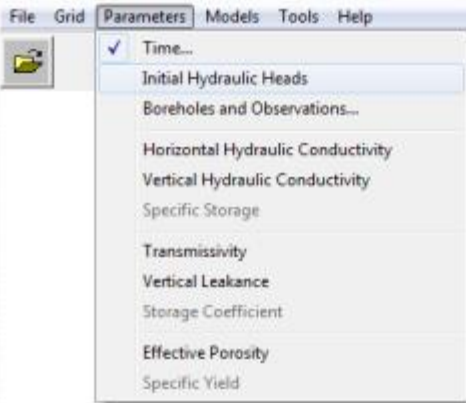 File Grid Parameters Models Tools Help
Time...
Initial Hydraulic Heads
Boreholes and Observations...
Horizontal Hydraulic Conductivity
Vertical Hydraulic Conductivity
Specific Storage
Transmissivity
Vertical Leakance
Storage Coefficient
Effective Porosity
Specific Yield